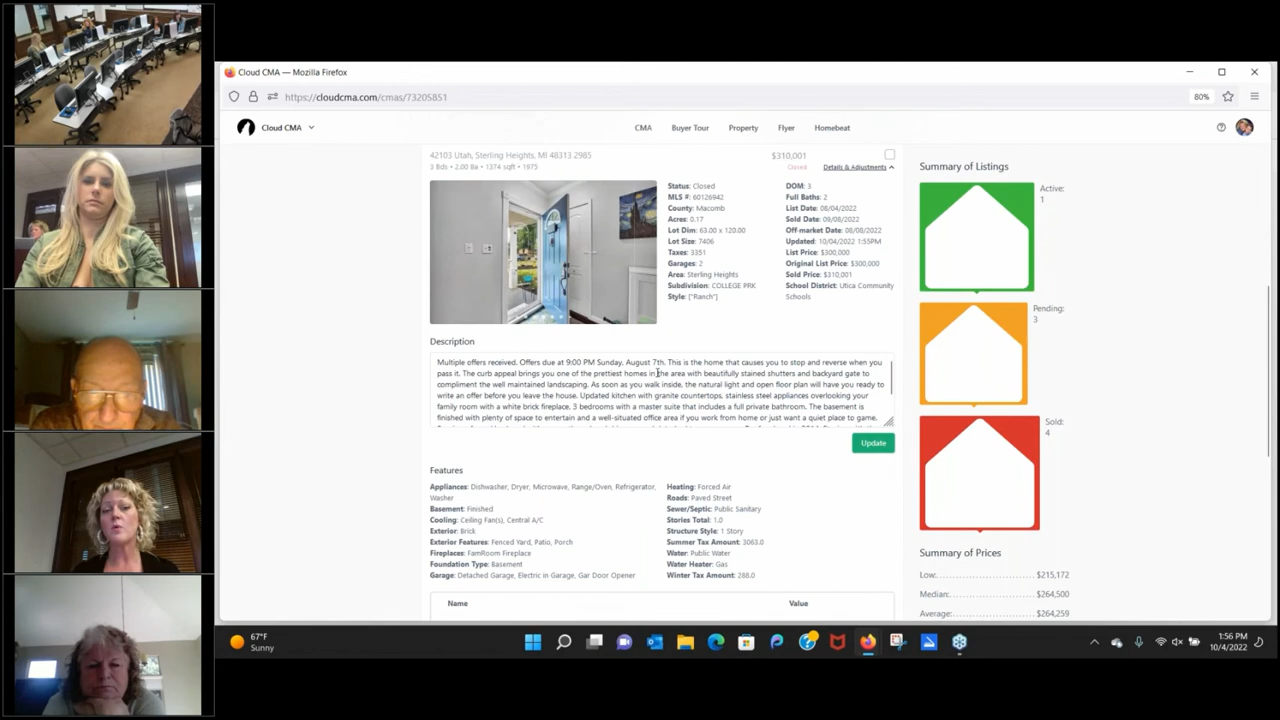 Cloud CMA — Mozilla Firefox
https://cloudcma.com/cmas/73205851
80%
Cloud CMA
CMA
Buyer Tour
Property
Flyer
Homebeat
42103 Utah, Sterling Heights, MI 48313 2985
$310,001
3 Bds • 2.00 Ba • 1374 sqft • 1975
Closed
Details & Adjustments
Status: Closed
MLS #: 60126942
County: Macomb
Acres: 0.17
Lot Dim: 63.00 x 120.00
Lot Size: 7406
Taxes: 3351
Garages: 2
Area: Sterling Heights
Subdivision: COLLEGE PRK
Style: ["Ranch"]
DOM: 3
Full Baths: 2
List Date: 08/04/2022
Sold Date: 09/08/2022
Off-market Date: 08/08/2022
Updated: 10/04/2022 1:55PM
List Price: $300,000
Original List Price: $300,000
Sold Price: $310,001
School District: Utica Community
Schools
Description
Multiple offers received. Offers due at 9:00 PM Sunday, August 7th. This is the home that causes you to stop and reverse when you
pass it. The curb appeal brings you one of the prettiest homes in the area with beautifully stained shutters and backyard gate to
compliment the well maintained landscaping. As soon as you walk inside, the natural light and open floor plan will have you ready to
write an offer before you leave the house. Updated kitchen with granite countertops, stainless steel appliances overlooking your
family room with a white brick fireplace, 3 bedrooms with a master suite that includes a full private bathroom. The basement is
finished with plenty of space to entertain and a well-situated office area if you work from home or just want a quiet place to game.
Update
Features
Appliances: Dishwasher, Dryer, Microwave, Range/Oven, Refrigerator,
Washer
Basement: Finished
Cooling: Ceiling Fan(s), Central A/C
Exterior: Brick
Exterior Features: Fenced Yard, Patio, Porch
Fireplaces: FamRoom Fireplace
Foundation Type: Basement
Garage: Detached Garage, Electric in Garage, Gar Door Opener
Heating: Forced Air
Roads: Paved Street
Sewer/Septic: Public Sanitary
Stories Total: 1.0
Structure Style: 1 Story
Summer Tax Amount: 3063.0
Water: Public Water
Water Heater: Gas
Winter Tax Amount: 288.0
Name
Value
Summary of Listings
Active:
1
Pending:
3
Sold:
4
Summary of Prices
Low: $215,172
Median: $264,500
Average: $264,259
67°F
Sunny
1:56 PM
10/4/2022